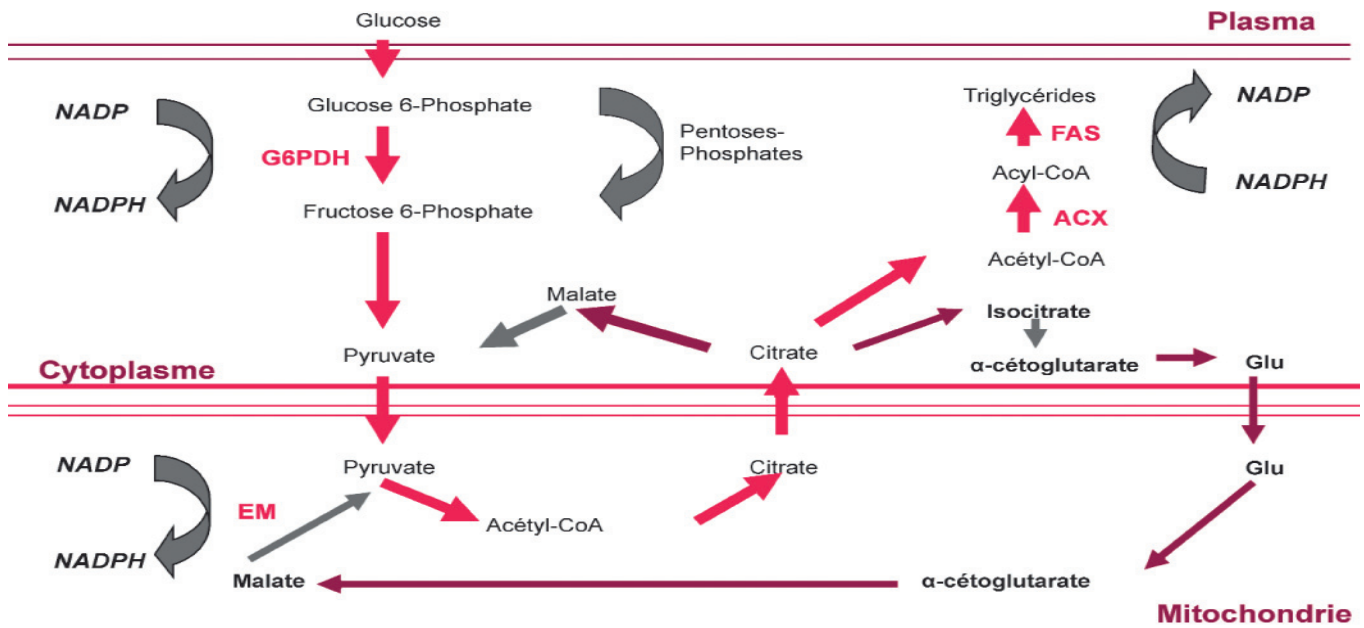 Glucose
Plasma
NADP
Glucose 6-Phosphate
Triglycérides
NADP
G6PDH
Pentoses-
Phosphates
FAS
Acyl-CoA
NADPH
Fructose 6-Phosphate
NADPH
ACX
Acétyl-CoA
Malate
Isocitrate
Pyruvate
Citrate
α-cétoglutarate
Glu
Cytoplasme
NADP
Pyruvate
Citrate
Glu
EM
Acétyl-CoA
NADPH
Malate
α-cétoglutarate
Mitochondrie